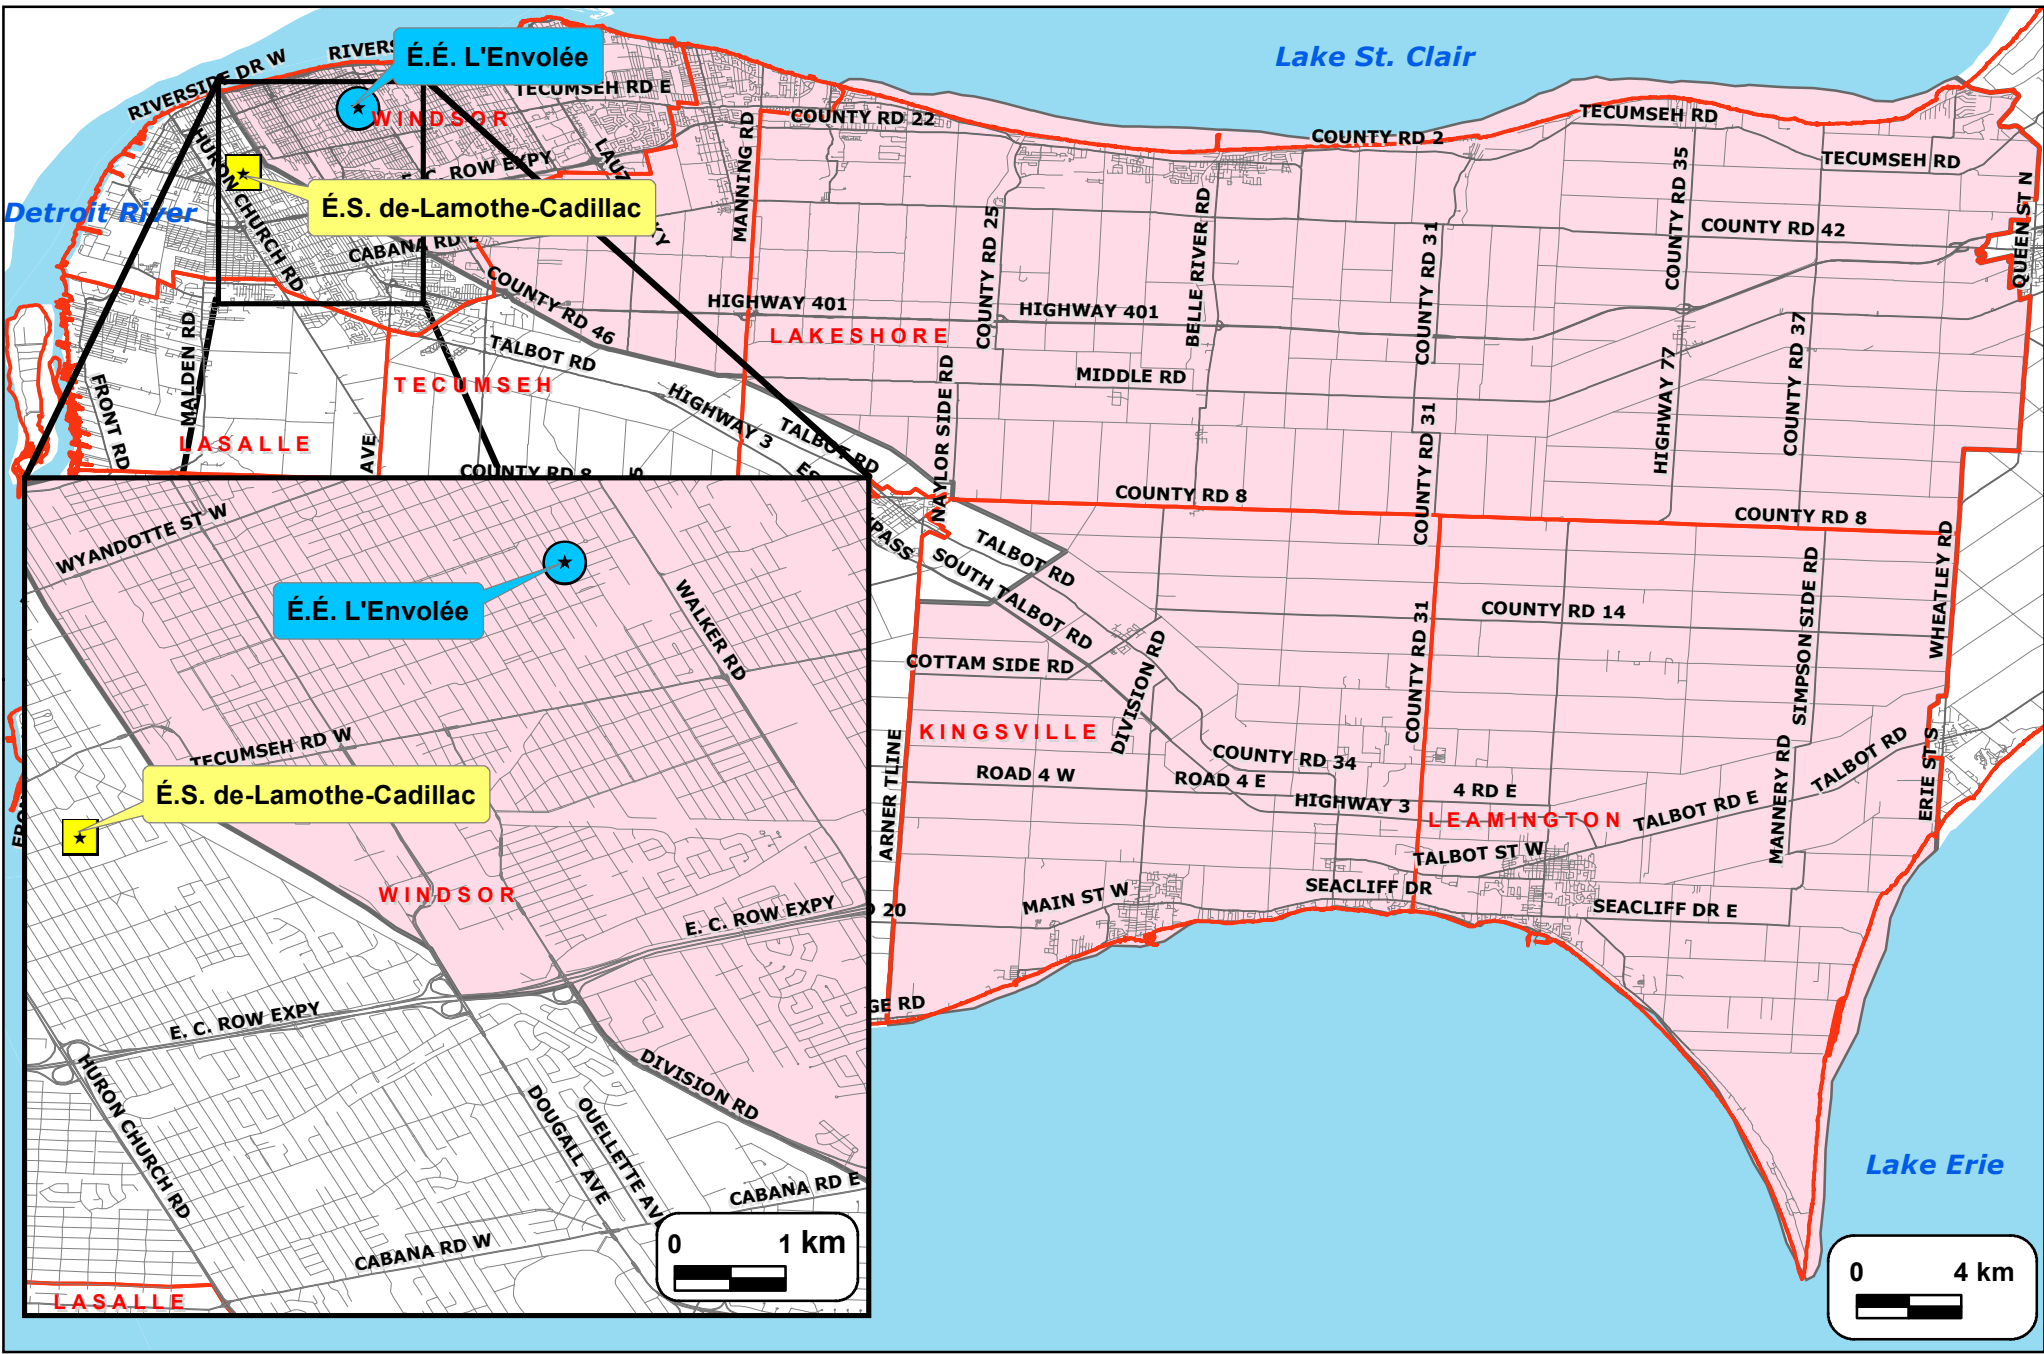 Lake St. Clair
RIVERSIDE DR W
RIVERS
É.É. L'Envolée
TECUMSEH RD E
WINDSOR
COUNTY RD 22
COUNTY RD 2
TECUMSEH RD
TECUMSEH RD
MANNING RD
HURON CHURCH RD
E. C. ROW EXPY
É.S. de-Lamothe-Cadillac
Detroit River
CABANA RD E
COUNTY RD 25
BELLE RIVER RD
COUNTY RD 31
COUNTY RD 35
COUNTY RD 42
QUEEN ST N
COUNTY RD 46
HIGHWAY 401
HIGHWAY 401
LAKESHORE
MALDEN RD
TALBOT RD
TECUMSEH
MIDDLE RD
HIGHWAY 77
COUNTY RD 37
FRONT RD
LASALLE
AVE
HIGHWAY 3
TALBOT RD
NAYLOR SIDE RD
COUNTY RD 31
COUNTY RD 8
COUNTY RD 8
COUNTY RD 8
WYANDOTTE ST W
É.É. L'Envolée
WALKER RD
TECUMSEH RD W
É.S. de-Lamothe-Cadillac
WINDSOR
E. C. ROW EXPY
E. C. ROW EXPY
HURON CHURCH RD
DIVISION RD
DOUGALL AVE
OUELLETTE AVE
CABANA RD E
CABANA RD W
LASALLE
0 1 km
PASS
TALBOT RD
SOUTH TALBOT RD
COTTAM SIDE RD
DIVISION RD
COUNTY RD 31
COUNTY RD 14
SIMPSON SIDE RD
WHEATLEY RD
KINGSVILLE
ARNER TLINE
COUNTY RD 34
ROAD 4 W
ROAD 4 E
HIGHWAY 3
4 RD E
LEAMINGTON
TALBOT RD E
TALBOT RD
MANNERY RD
ERIE ST S
TALBOT ST W
SEACLIFF DR
SEACLIFF DR E
MAIN ST W
20
GE RD
Lake Erie
0 4 km